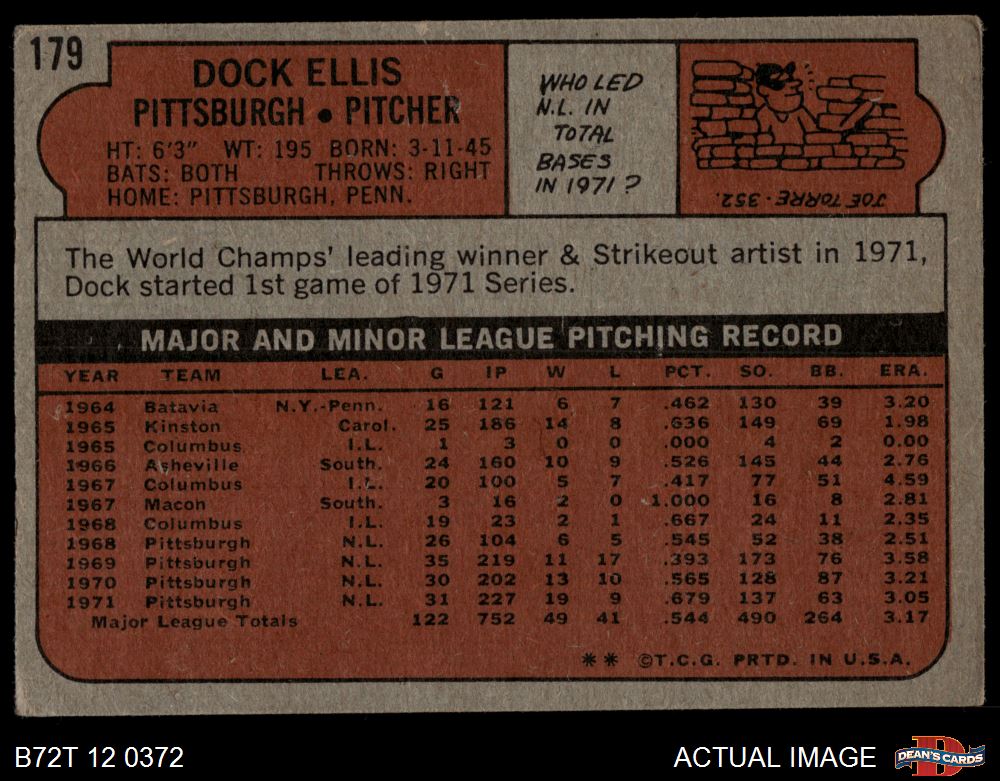 179
DOCK ELLIS
PITTSBURGH • PITCHER
HT: 6'3" WT: 195 BORN: 3-11-45
BATS: BOTH THROWS: RIGHT
HOME: PITTSBURGH, PENN.
WHO LED
N.L. IN
TOTAL
BASES
IN 1971?
JOE TORRE - 352.
The World Champs' leading winner & Strikeout artist in 1971,
Dock started 1st game of 1971 Series.
MAJOR AND MINOR LEAGUE PITCHING RECORD
YEAR TEAM LEA. G IP W L PCT. SO. BB. ERA.
1964 Batavia N.Y.-Penn. 16 121 6 7 .462 130 39 3.20
1965 Kinston Carol. 25 186 14 8 .636 149 69 1.98
1965 Columbus I.L. 1 3 0 0 .000 4 2 0.00
1966 Asheville South. 24 160 10 9 .526 145 44 2.76
1967 Columbus I.L. 20 100 5 7 .417 77 51 4.59
1967 Macon South. 3 16 2 0 1.000 16 8 2.81
1968 Columbus I.L. 19 23 2 1 .667 24 11 2.35
1968 Pittsburgh N.L. 26 104 6 5 .545 52 38 2.51
1969 Pittsburgh N.L. 35 219 11 17 .393 173 76 3.58
1970 Pittsburgh N.L. 30 202 13 10 .565 128 87 3.21
1971 Pittsburgh N.L. 31 227 19 9 .679 137 63 3.05
Major League Totals 122 752 49 41 .544 490 264 3.17
** ©T.C.G. PRTD. IN U.S.A.
B72T 12 0372
ACTUAL IMAGE
D
DEAN'S CARDS